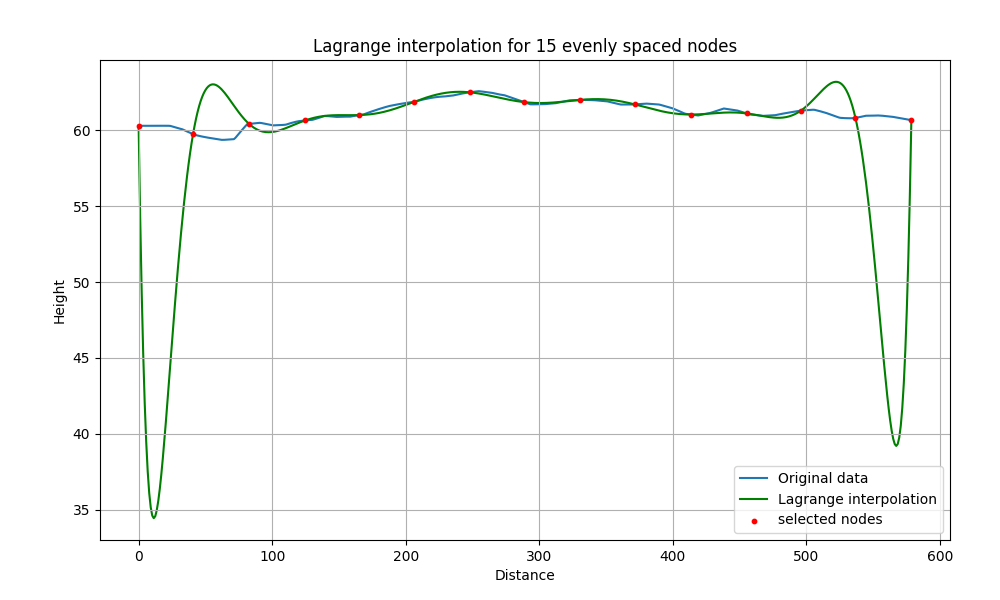 Lagrange interpolation for 15 evenly spaced nodes
Height
60
55
50
45
40
35
0 100 200 300 400 500 600
Distance
Original data
Lagrange interpolation
selected nodes